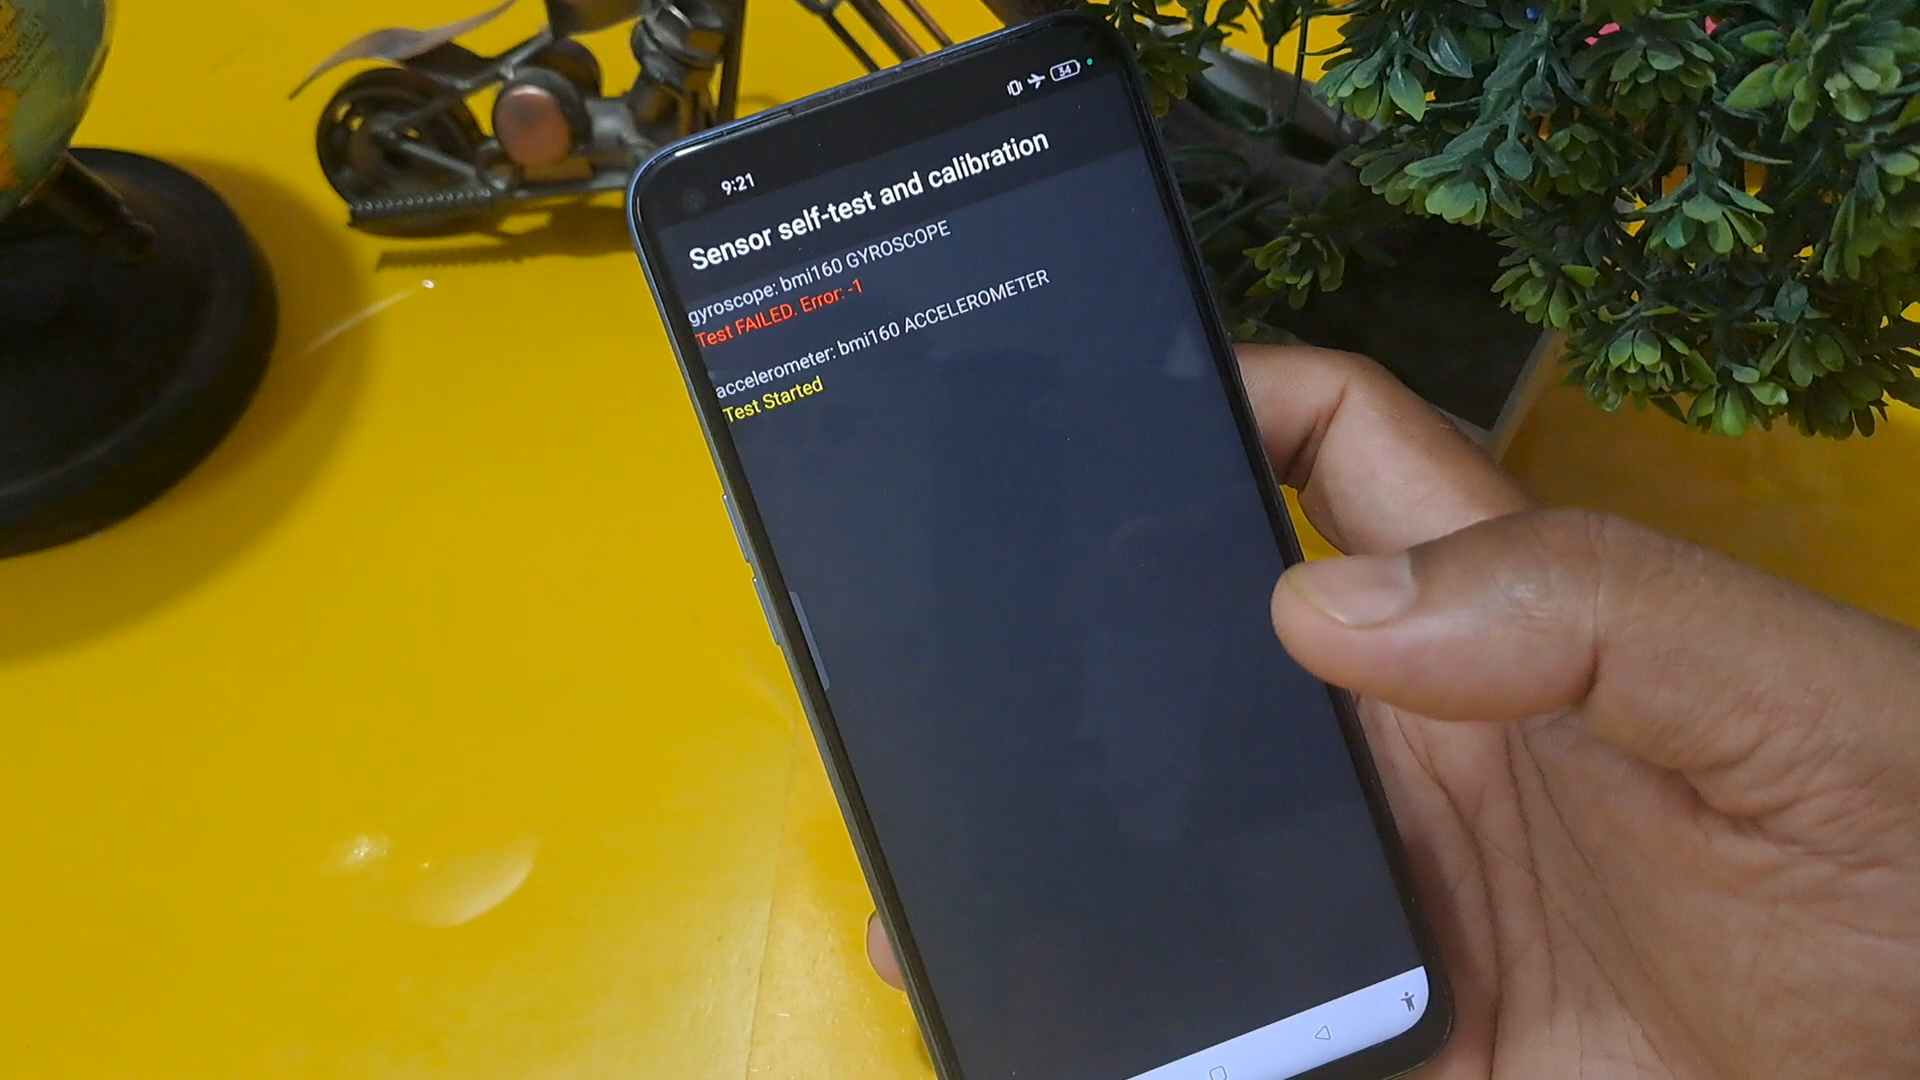 9:21
54
Sensor self-test and calibration
gyroscope: bmi160 GYROSCOPE
Test FAILED. Error: -1
accelerometer: bmi160 ACCELEROMETER
Test Started